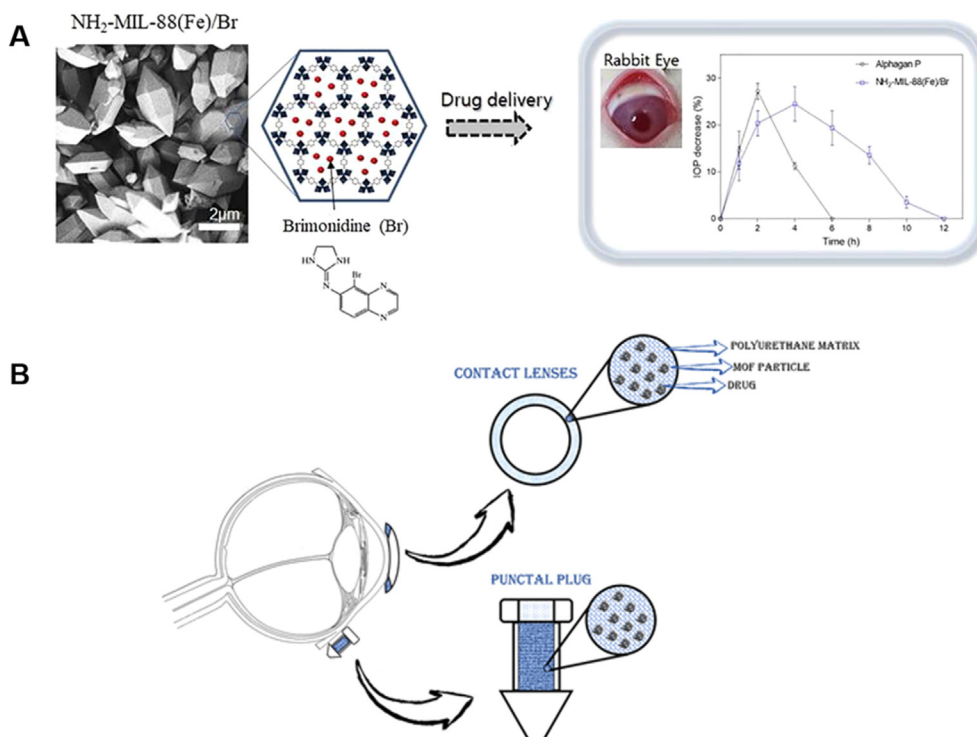 A
NH₂-MIL-88(Fe)/Br
2μm
Drug delivery
Brimonidine (Br)
HN
NH
N
Br
N
N
Rabbit Eye
Alphagan P
NH₂-MIL-88(Fe)/Br
IOP decrease (%)
30
20
10
0
0 2 4 6 8 10 12
Time (h)
B
CONTACT LENSES
POLYURETHANE MATRIX
MOF PARTICLE
DRUG
PUNCTAL PLUG